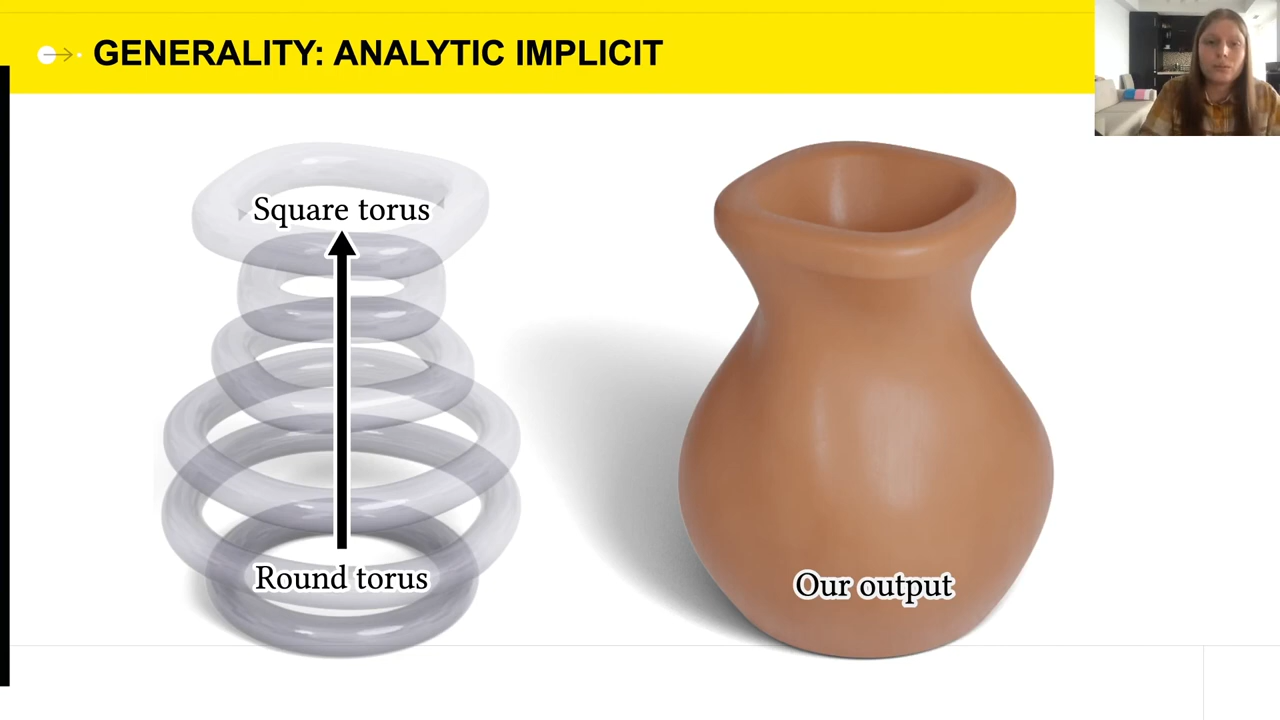 GENERALITY: ANALYTIC IMPLICIT
Square torus
Round torus
Our output